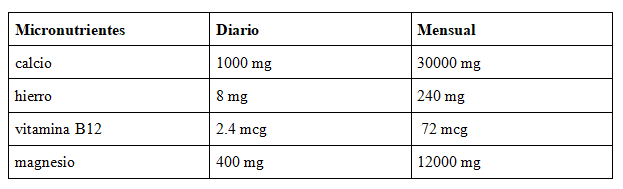 Micronutrientes Diario Mensual
calcio 1000 mg 30000 mg
hierro 8 mg 240 mg
vitamina B12 2.4 mcg 72 mcg
magnesio 400 mg 12000 mg